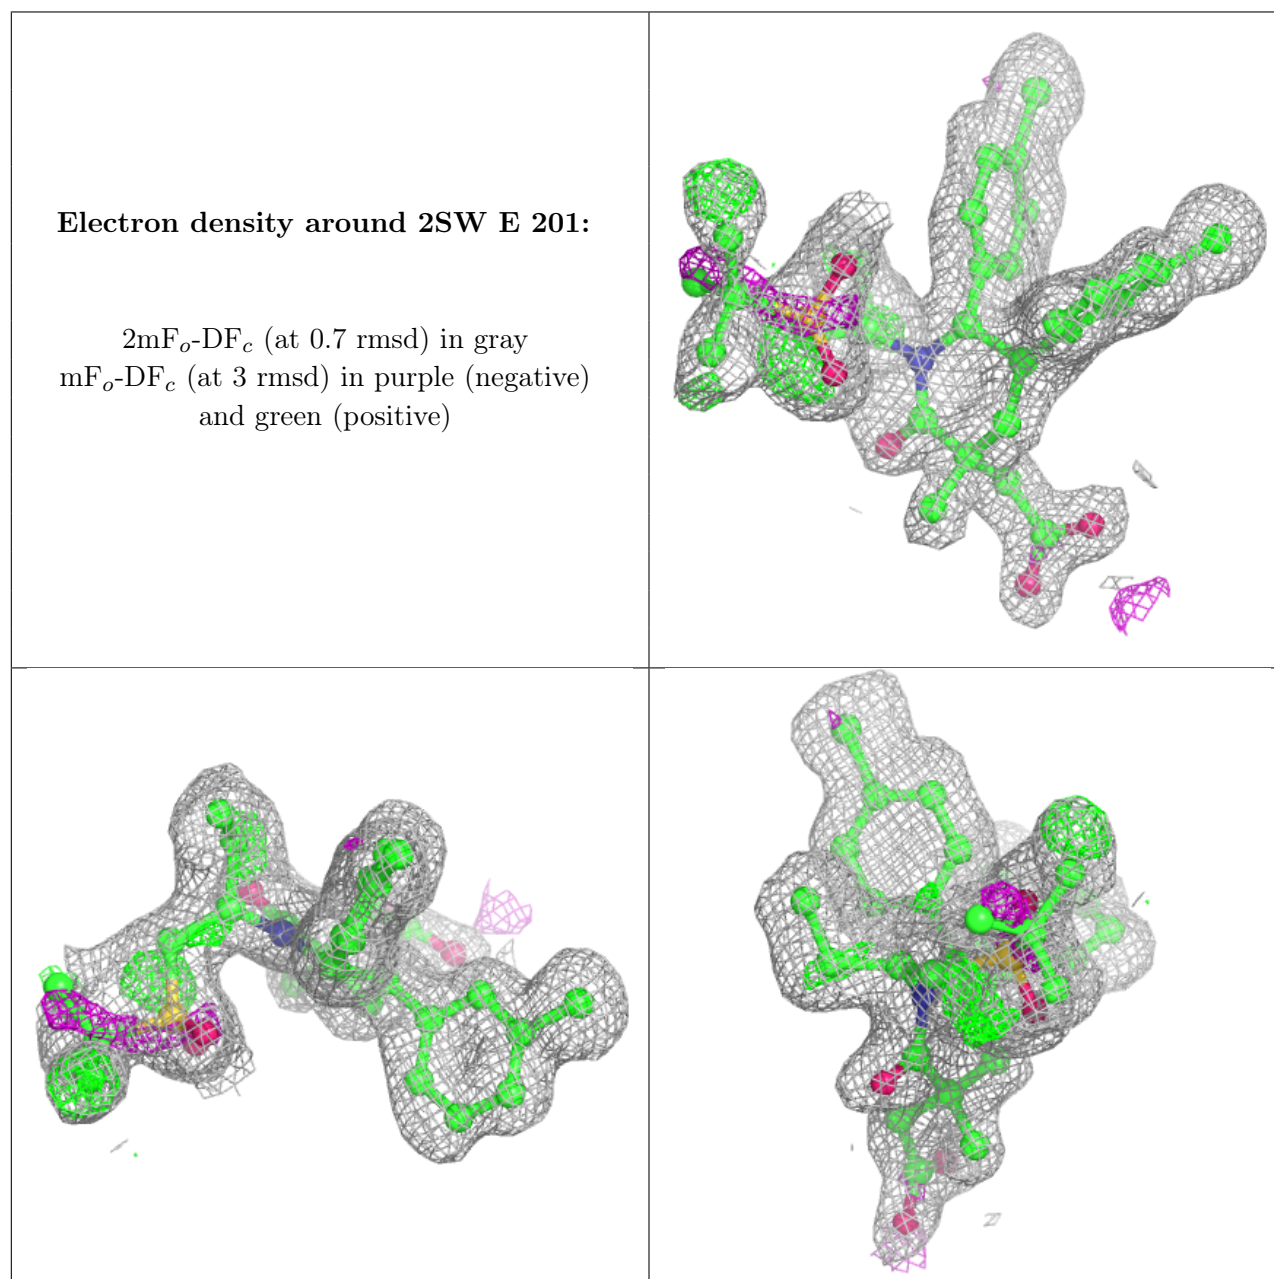 Electron density around 2SW E 201:
2mFo-DFc (at 0.7 rmsd) in gray
mFo-DFc (at 3 rmsd) in purple (negative)
and green (positive)